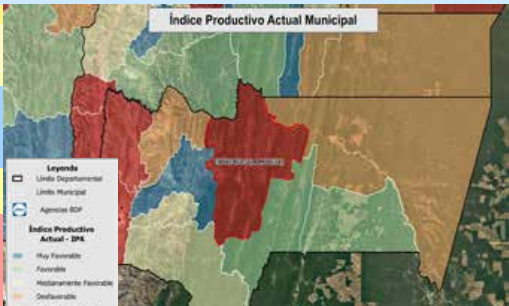 Índice Productivo Actual Municipal
Leyenda
Límite Departamental
Límite Municipal
Agencias BDP
Índice Productivo
Actual - IPA
Muy Favorable
Favorable
Medianamente Favorable
Desfavorable